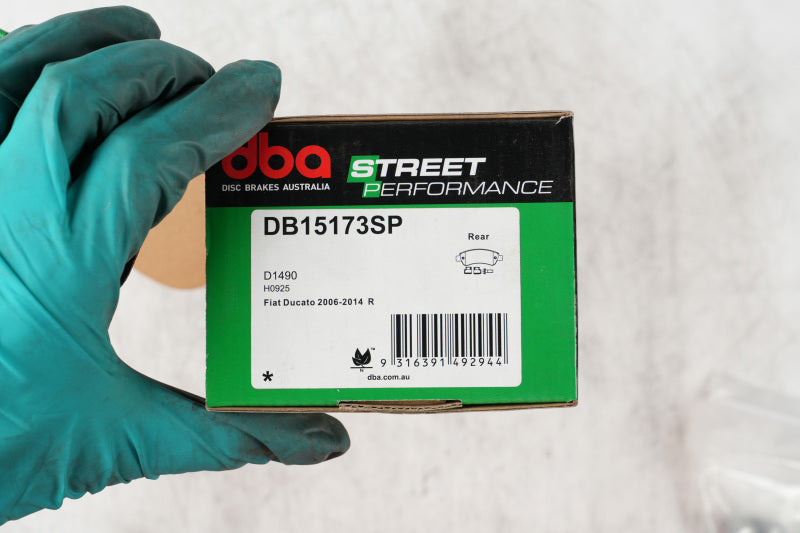 dba
DISC BRAKES AUSTRALIA
STREET
PERFORMANCE
DB15173SP
Rear
D1490
H0925
Fiat Ducato 2006-2014 R
™
N
9 316391 492944
*
dba.com.au